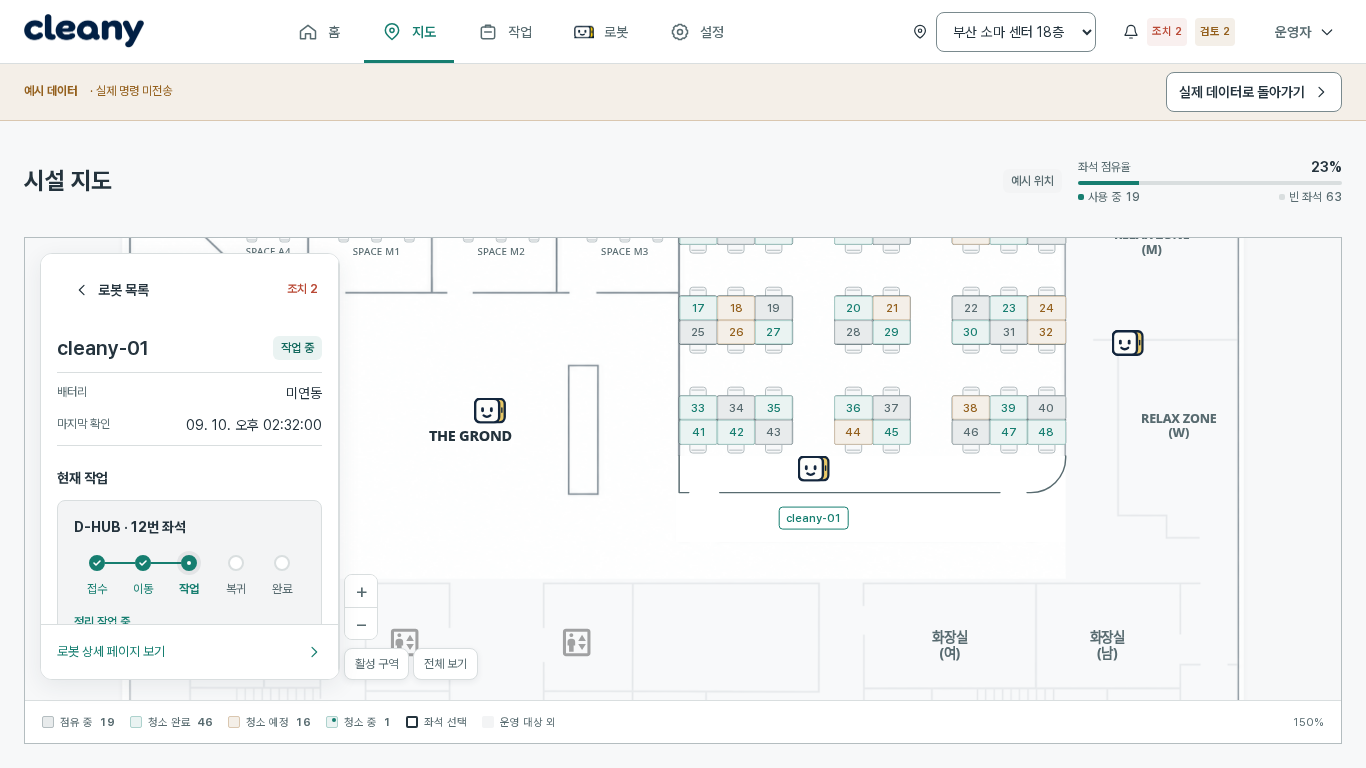 cleany
홈
지도
작업
로봇
설정
부산 소마 센터 18층
조치 2
검토 2
운영자
예시 데이터 · 실제 명령 미전송
실제 데이터로 돌아가기
시설 지도
예시 위치
좌석 점유율 23%
사용 중 19
빈 좌석 63
로봇 목록
조치 2
cleany-01
작업 중
배터리 미연동
마지막 확인 09. 10. 오후 02:32:00
현재 작업
D-HUB · 12번 좌석
접수 이동 작업 복귀 완료
정리 작업 중
로봇 상세 페이지 보기
SPACE A4
SPACE M1
SPACE M2
SPACE M3
(M)
17 18 19 20 21 22 23 24
25 26 27 28 29 30 31 32
33 34 35 36 37 38 39 40
41 42 43 44 45 46 47 48
THE GROND
RELAX ZONE
(W)
cleany-01
+
−
활성 구역
전체 보기
화장실
(여)
화장실
(남)
점유 중 19
청소 완료 46
청소 예정 16
청소 중 1
좌석 선택
운영 대상 외
150%